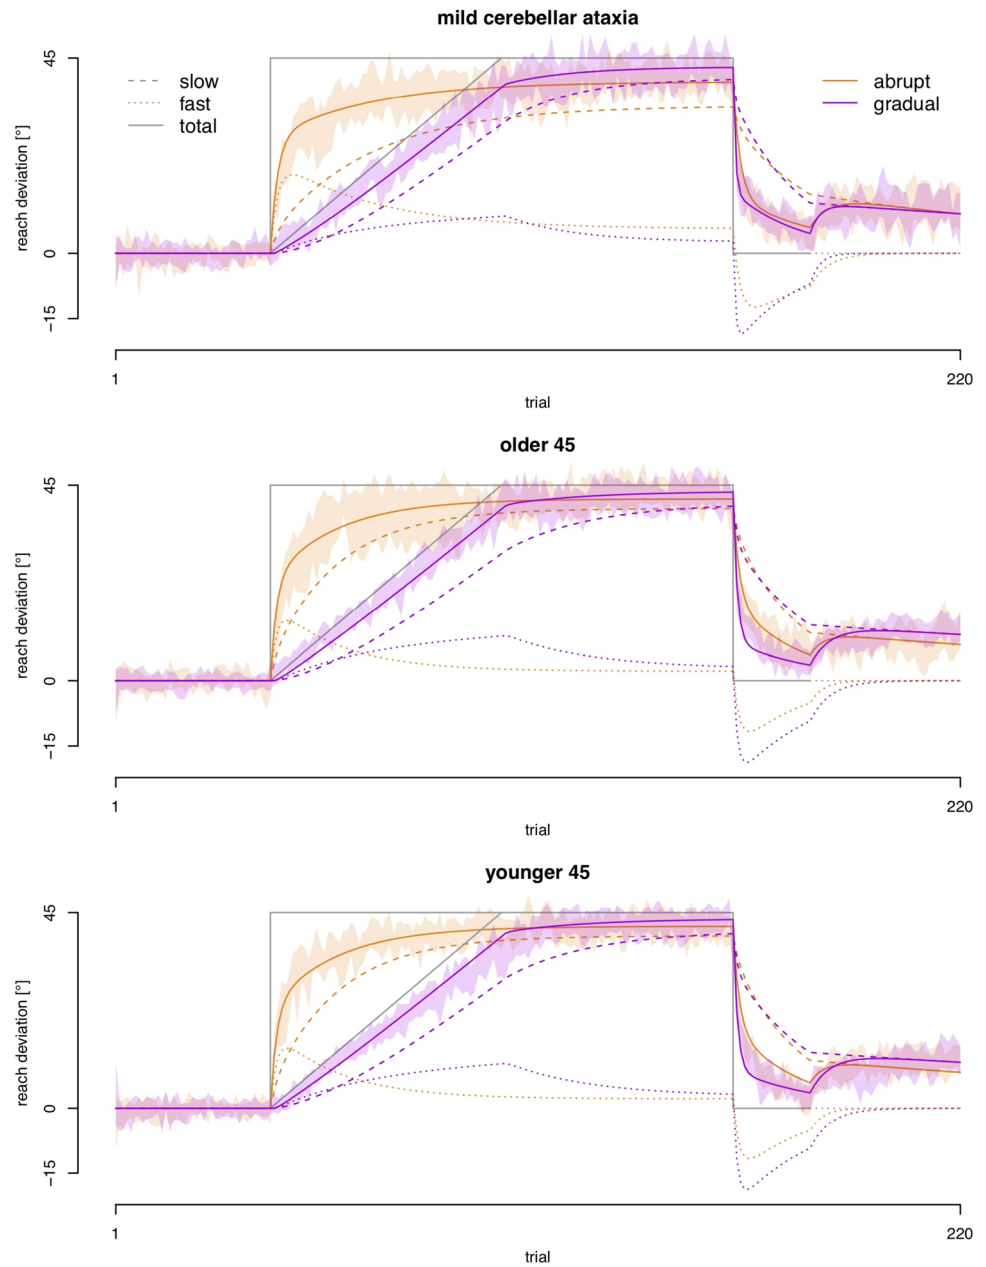 mild cerebellar ataxia
45
0
−15
reach deviation [°]
slow
fast
total
abrupt
gradual
1
220
trial
older 45
45
0
−15
reach deviation [°]
1
220
trial
younger 45
45
0
−15
reach deviation [°]
1
220
trial